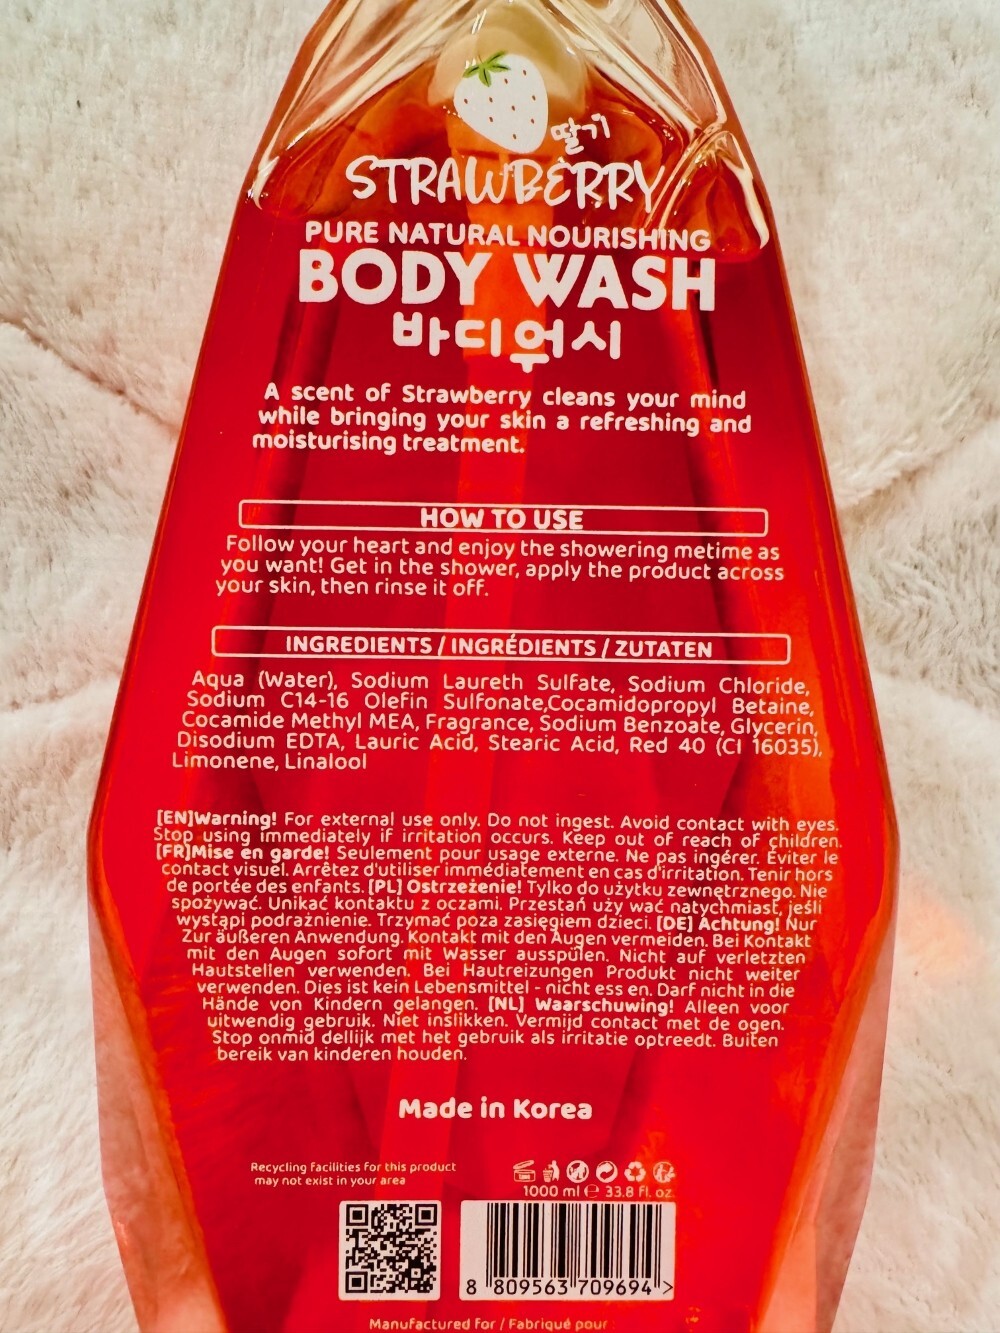 딸기
STRAWBERRY
PURE NATURAL NOURISHING
BODY WASH
바디워시
A scent of Strawberry cleans your mind
while bringing your skin a refreshing and
moisturising treatment.
HOW TO USE
Follow your heart and enjoy the showering metime as
you want! Get in the shower, apply the product across
your skin, then rinse it off.
INGREDIENTS / INGRÉDIENTS / ZUTATEN
Aqua (Water), Sodium Laureth Sulfate, Sodium Chloride,
Sodium C14-16 Olefin Sulfonate,Cocamidopropyl Betaine,
Cocamide Methyl MEA, Fragrance, Sodium Benzoate, Glycerin,
Disodium EDTA, Lauric Acid, Stearic Acid, Red 40 (CI 16035),
Limonene, Linalool
[EN]Warning! For external use only. Do not ingest. Avoid contact with eyes.
Stop using immediately if irritation occurs. Keep out of reach of children.
[FR]Mise en garde! Seulement pour usage externe. Ne pas ingérer. Éviter le
contact visuel. Arrêtez d'utiliser immédiatement en cas d'irritation. Tenir hors
de portée des enfants. [PL] Ostrzeżenie! Tylko do użytku zewnętrznego. Nie
spożywać. Unikać kontaktu z oczami. Przestań uży wać natychmiast, jeśli
wystąpi podrażnienie. Trzymać poza zasięgiem dzieci. [DE] Achtung! Nur
Zur äußeren Anwendung. Kontakt mit den Augen vermeiden. Bei Kontakt
mit den Augen sofort mit Wasser ausspülen. Nicht auf verletzten
Hautstellen verwenden. Bei Hautreizungen Produkt nicht weiter
verwenden. Dies ist kein Lebensmittel - nicht ess en. Darf nicht in die
Hände von Kindern gelangen. [NL] Waarschuwing! Alleen voor
uitwendig gebruik. Niet inslikken. Vermijd contact met de ogen.
Stop onmid dellijk met het gebruik als irritatie optreedt. Buiten
bereik van kinderen houden.
Made in Korea
Recycling facilities for this product
may not exist in your area
1000 ml ℮ 33.8 fl. oz.
8 809563 709694 >
Manufactured for / Fabriqué pour